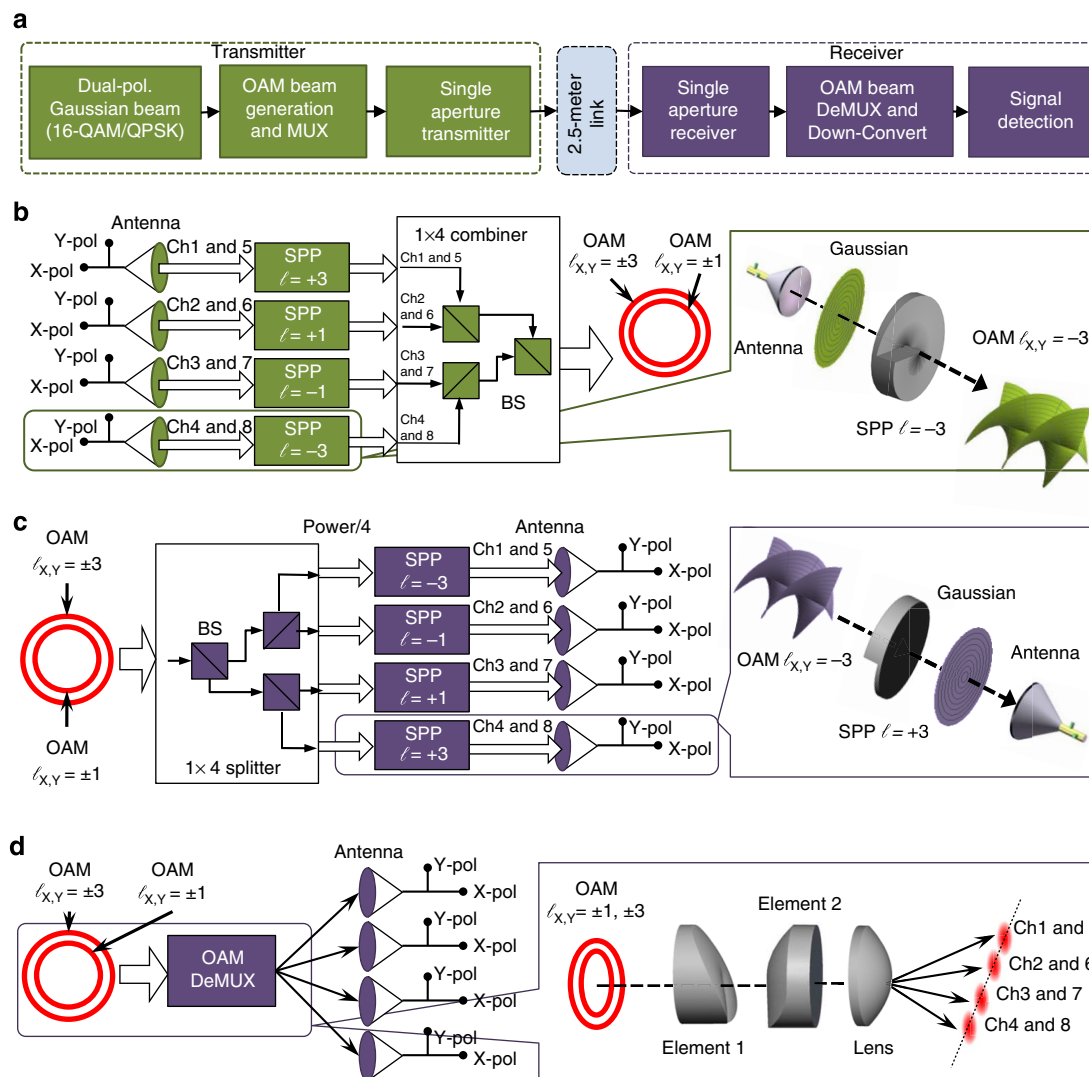 a
Transmitter
Receiver
Dual-pol.
Gaussian beam
(16-QAM/QPSK)
OAM beam
generation
and MUX
Single
aperture
transmitter
2.5-meter
link
Single
aperture
receiver
OAM beam
DeMUX and
Down-Convert
Signal
detection
b
Antenna
Y-pol
X-pol
Ch1 and 5
SPP
ℓ = +3
Y-pol
X-pol
Ch2 and 6
SPP
ℓ = +1
Y-pol
X-pol
Ch3 and 7
SPP
ℓ = −1
Y-pol
X-pol
Ch4 and 8
SPP
ℓ = −3
1×4 combiner
Ch1 and 5
Ch2
and 6
Ch3
and 7
Ch4
and 8
BS
OAM
ℓX,Y = ±3
OAM
ℓX,Y = ±1
Gaussian
Antenna
OAM ℓX,Y = −3
SPP ℓ = −3
c
OAM
ℓX,Y = ±3
OAM
ℓX,Y = ±1
BS
1× 4 splitter
Power/4
Antenna
SPP
ℓ = −3
Ch1 and 5
Y-pol
X-pol
SPP
ℓ = −1
Ch2 and 6
Y-pol
X-pol
SPP
ℓ = +1
Ch3 and 7
Y-pol
X-pol
SPP
ℓ = +3
Ch4 and 8
Y-pol
X-pol
Gaussian
OAM ℓX,Y = −3
Antenna
SPP ℓ = +3
d
OAM
ℓX,Y = ±3
OAM
ℓX,Y = ±1
OAM
DeMUX
Antenna
Y-pol
X-pol
Y-pol
X-pol
Y-pol
X-pol
Y-pol
X-pol
OAM
ℓX,Y = ±1, ±3
Element 1
Element 2
Lens
Ch1 and
Ch2 and 6
Ch3 and 7
Ch4 and 8